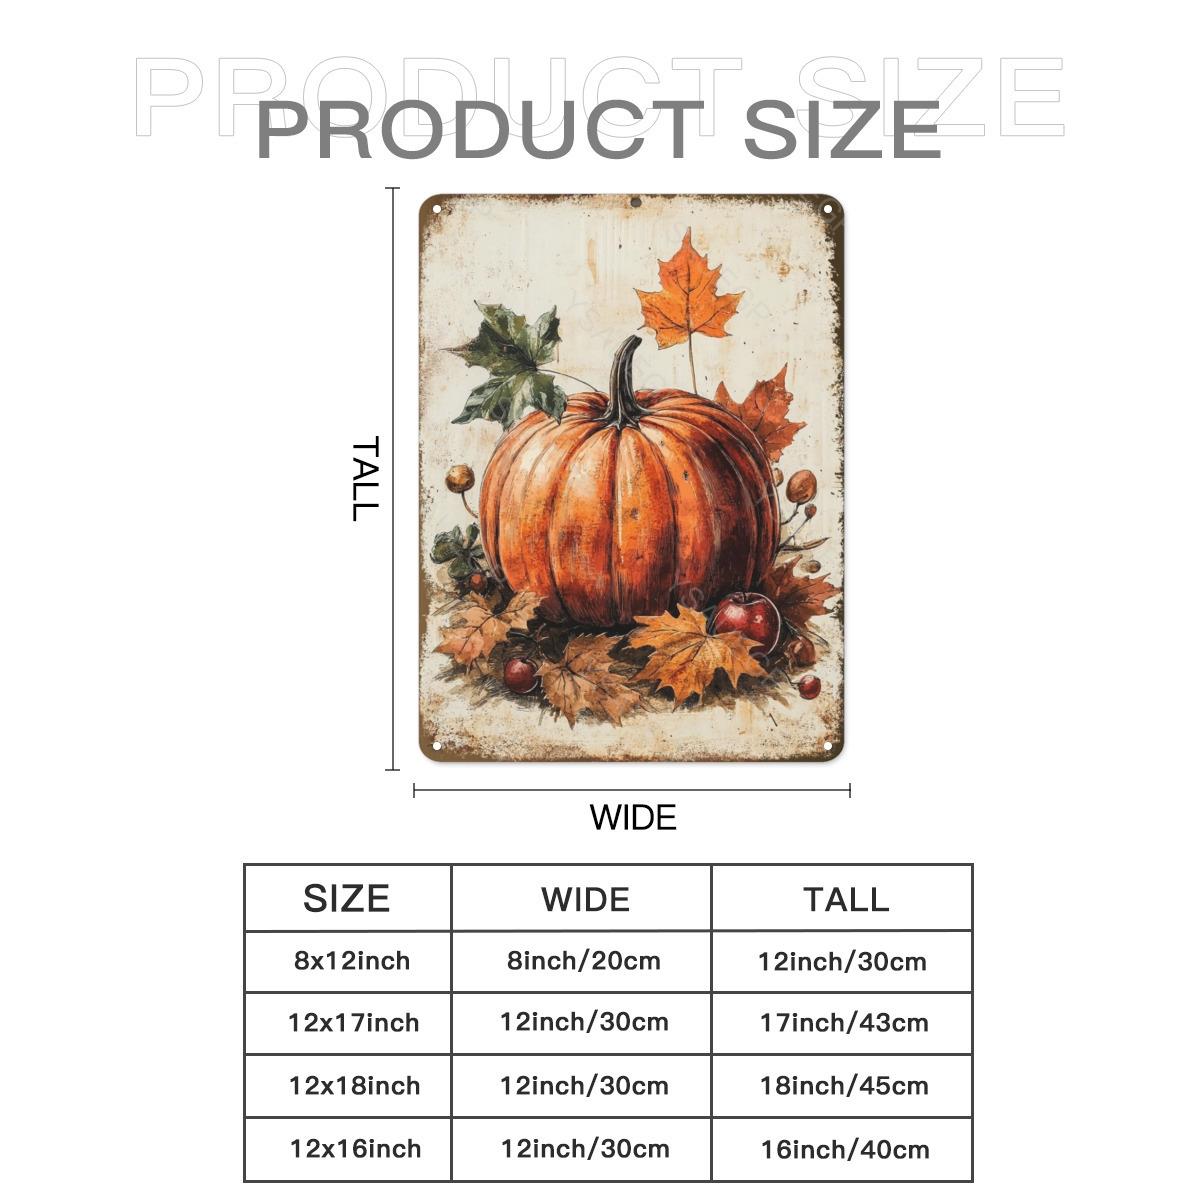 PRODUCT SIZE
PRODUCT SIZE
TALL
WIDE
SIZE WIDE TALL
8x12inch 8inch/20cm 12inch/30cm
12x17inch 12inch/30cm 17inch/43cm
12x18inch 12inch/30cm 18inch/45cm
12x16inch 12inch/30cm 16inch/40cm